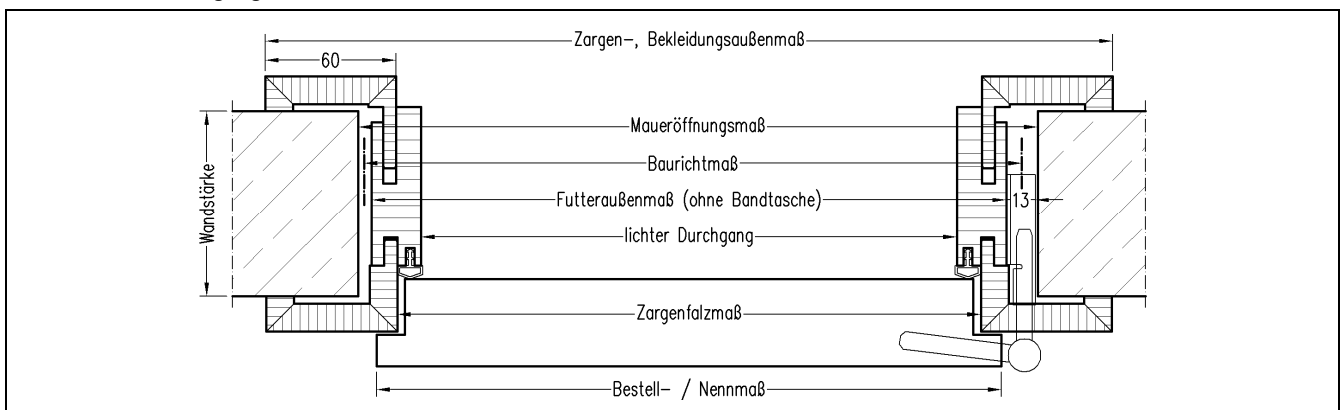 Zargen-, Bekleidungsaußenmaß
60
Maueröffnungsmaß
Baurichtmaß
Wandstärke
Futteraußenmaß (ohne Bandtasche)
13
lichter Durchgang
Zargenfalzmaß
Bestell- / Nennmaß